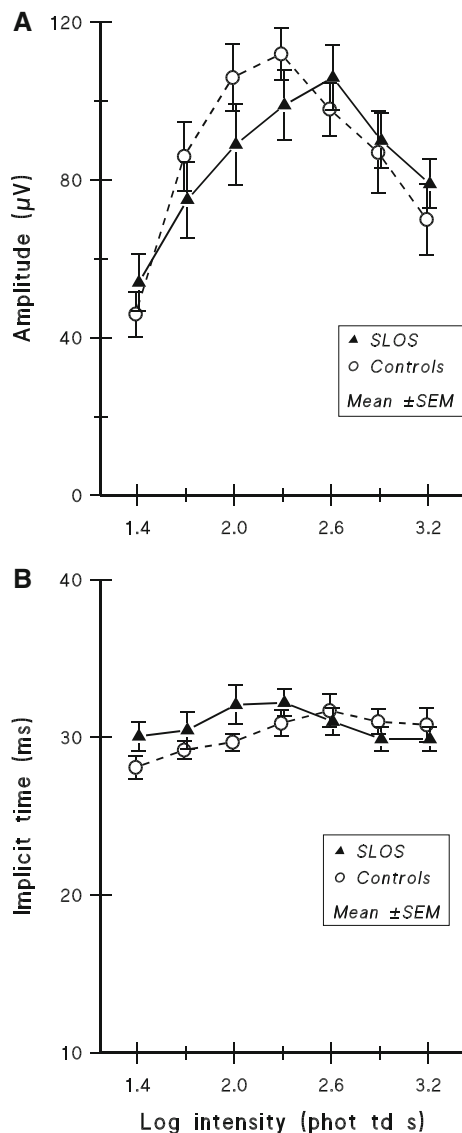 A
120
80
40
0
Amplitude (µV)
▲ SLOS
○ Controls
Mean ±SEM
1.4 2.0 2.6 3.2
B
40
30
20
10
Implicit time (ms)
▲ SLOS
○ Controls
Mean ±SEM
1.4 2.0 2.6 3.2
Log intensity (phot td s)